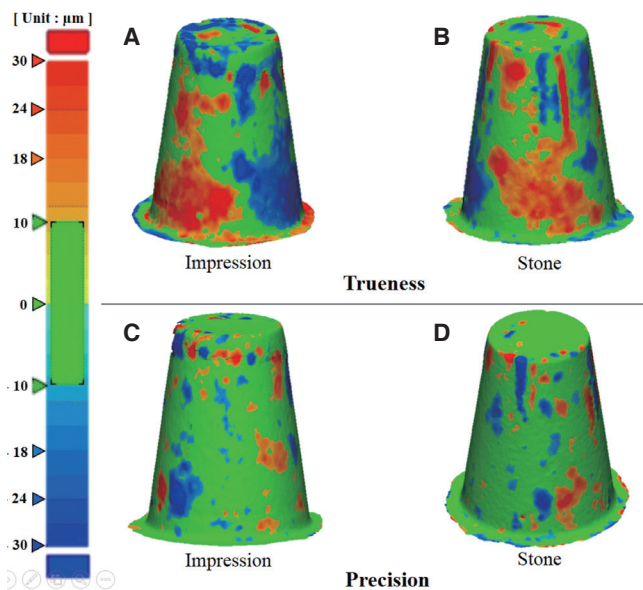 [ Unit : µm ]
30
24
18
10
0
10
18
24
30
A
B
Impression
Stone
Trueness
C
D
Impression
Stone
Precision